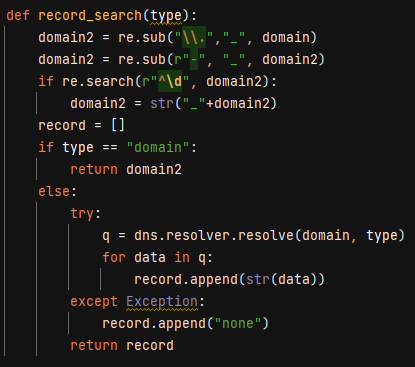 def record_search(type):
    domain2 = re.sub("\\.","_", domain)
    domain2 = re.sub(r"-", "_", domain2)
    if re.search(r"^\d", domain2):
        domain2 = str("_"+domain2)
    record = []
    if type == "domain":
        return domain2
    else:
        try:
            q = dns.resolver.resolve(domain, type)
            for data in q:
                record.append(str(data))
        except Exception:
            record.append("none")
        return record